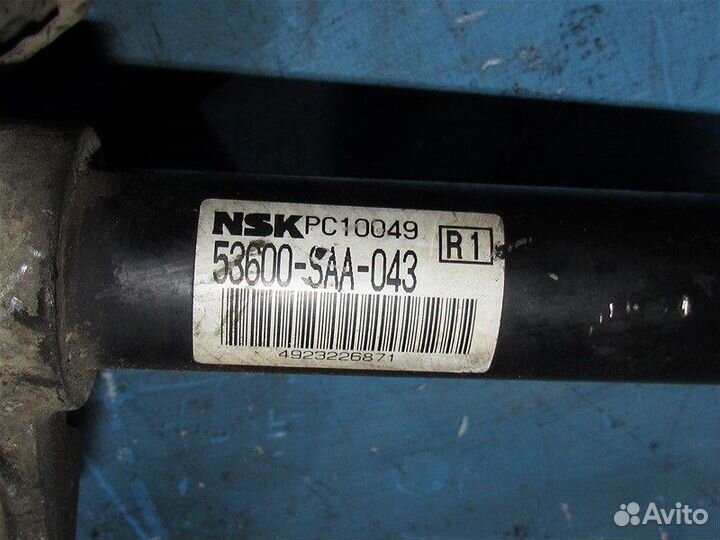 NSK PC10049
R1
53600-SAA-043
4923226871
Avito